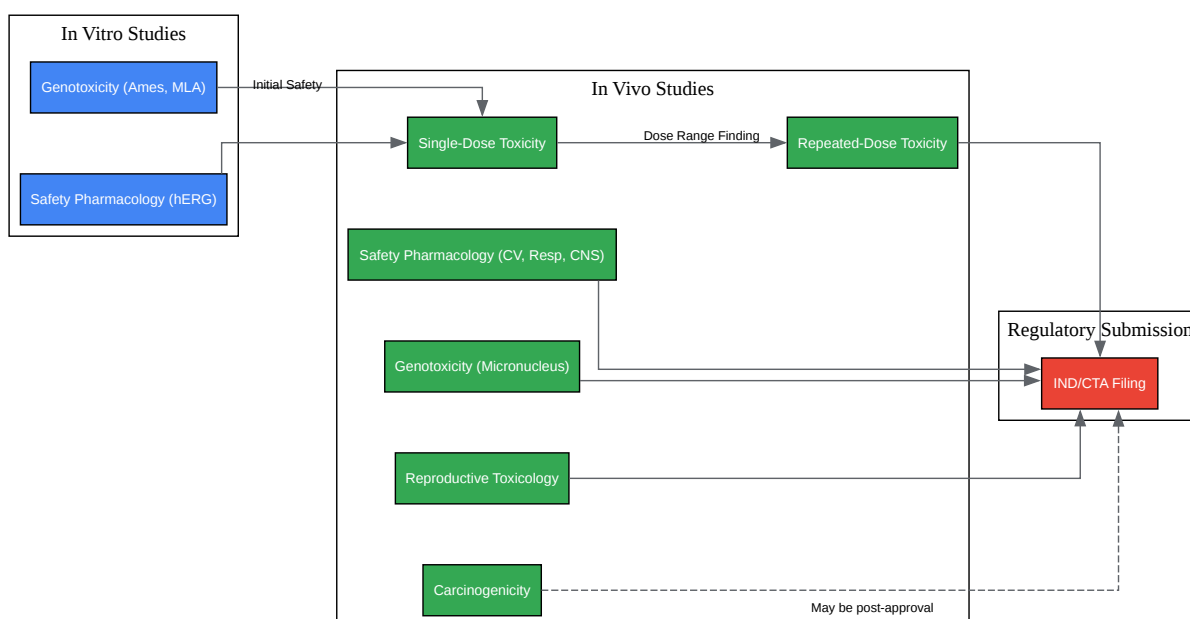 In Vitro Studies
Genotoxicity (Ames, MLA)
Initial Safety
Safety Pharmacology (hERG)
In Vivo Studies
Single-Dose Toxicity
Dose Range Finding
Repeated-Dose Toxicity
Safety Pharmacology (CV, Resp, CNS)
Genotoxicity (Micronucleus)
Reproductive Toxicology
Carcinogenicity
May be post-approval
Regulatory Submission
IND/CTA Filing